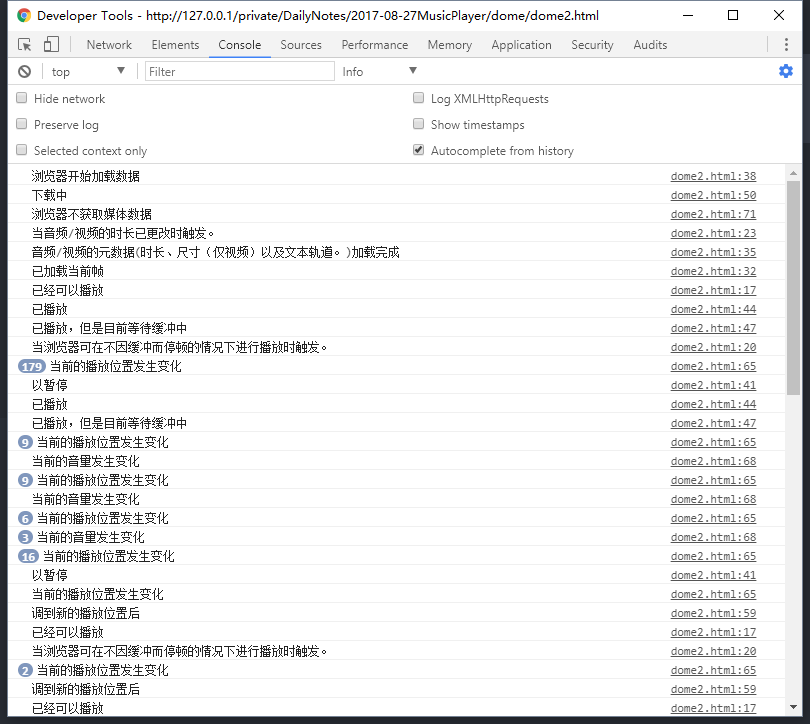 Developer Tools - http://127.0.0.1/private/DailyNotes/2017-08-27MusicPlayer/dome/dome2.html
Network Elements Console Sources Performance Memory Application Security Audits
top Filter Info
Hide network Log XMLHttpRequests
Preserve log Show timestamps
Selected context only Autocomplete from history
浏览器开始加载数据 dome2.html:38
下载中 dome2.html:50
浏览器不获取媒体数据 dome2.html:71
当音频/视频的时长已更改时触发。 dome2.html:23
音频/视频的元数据(时长、尺寸（仅视频）以及文本轨道。)加载完成 dome2.html:35
已加载当前帧 dome2.html:32
已经可以播放 dome2.html:17
已播放 dome2.html:44
已播放，但是目前等待缓冲中 dome2.html:47
当浏览器可在不因缓冲而停顿的情况下进行播放时触发。 dome2.html:20
179 当前的播放位置发生变化 dome2.html:65
以暂停 dome2.html:41
已播放 dome2.html:44
已播放，但是目前等待缓冲中 dome2.html:47
9 当前的播放位置发生变化 dome2.html:65
当前的音量发生变化 dome2.html:68
9 当前的播放位置发生变化 dome2.html:65
当前的音量发生变化 dome2.html:68
6 当前的播放位置发生变化 dome2.html:65
3 当前的音量发生变化 dome2.html:68
16 当前的播放位置发生变化 dome2.html:65
以暂停 dome2.html:41
当前的播放位置发生变化 dome2.html:65
调到新的播放位置后 dome2.html:59
已经可以播放 dome2.html:17
当浏览器可在不因缓冲而停顿的情况下进行播放时触发。 dome2.html:20
2 当前的播放位置发生变化 dome2.html:65
调到新的播放位置后 dome2.html:59
已经可以播放 dome2.html:17